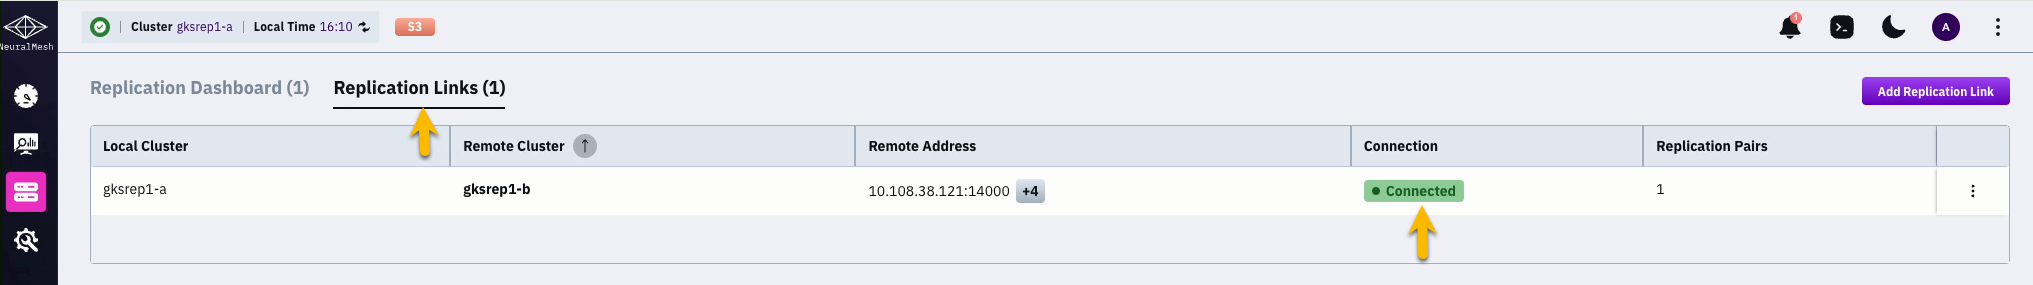 NeuralMesh
Cluster gksrep1-a | Local Time 16:10
S3
1
A
Replication Dashboard (1)
Replication Links (1)
Add Replication Link
Local Cluster
Remote Cluster
Remote Address
Connection
Replication Pairs
gksrep1-a
gksrep1-b
10.108.38.121:14000 +4
Connected
1